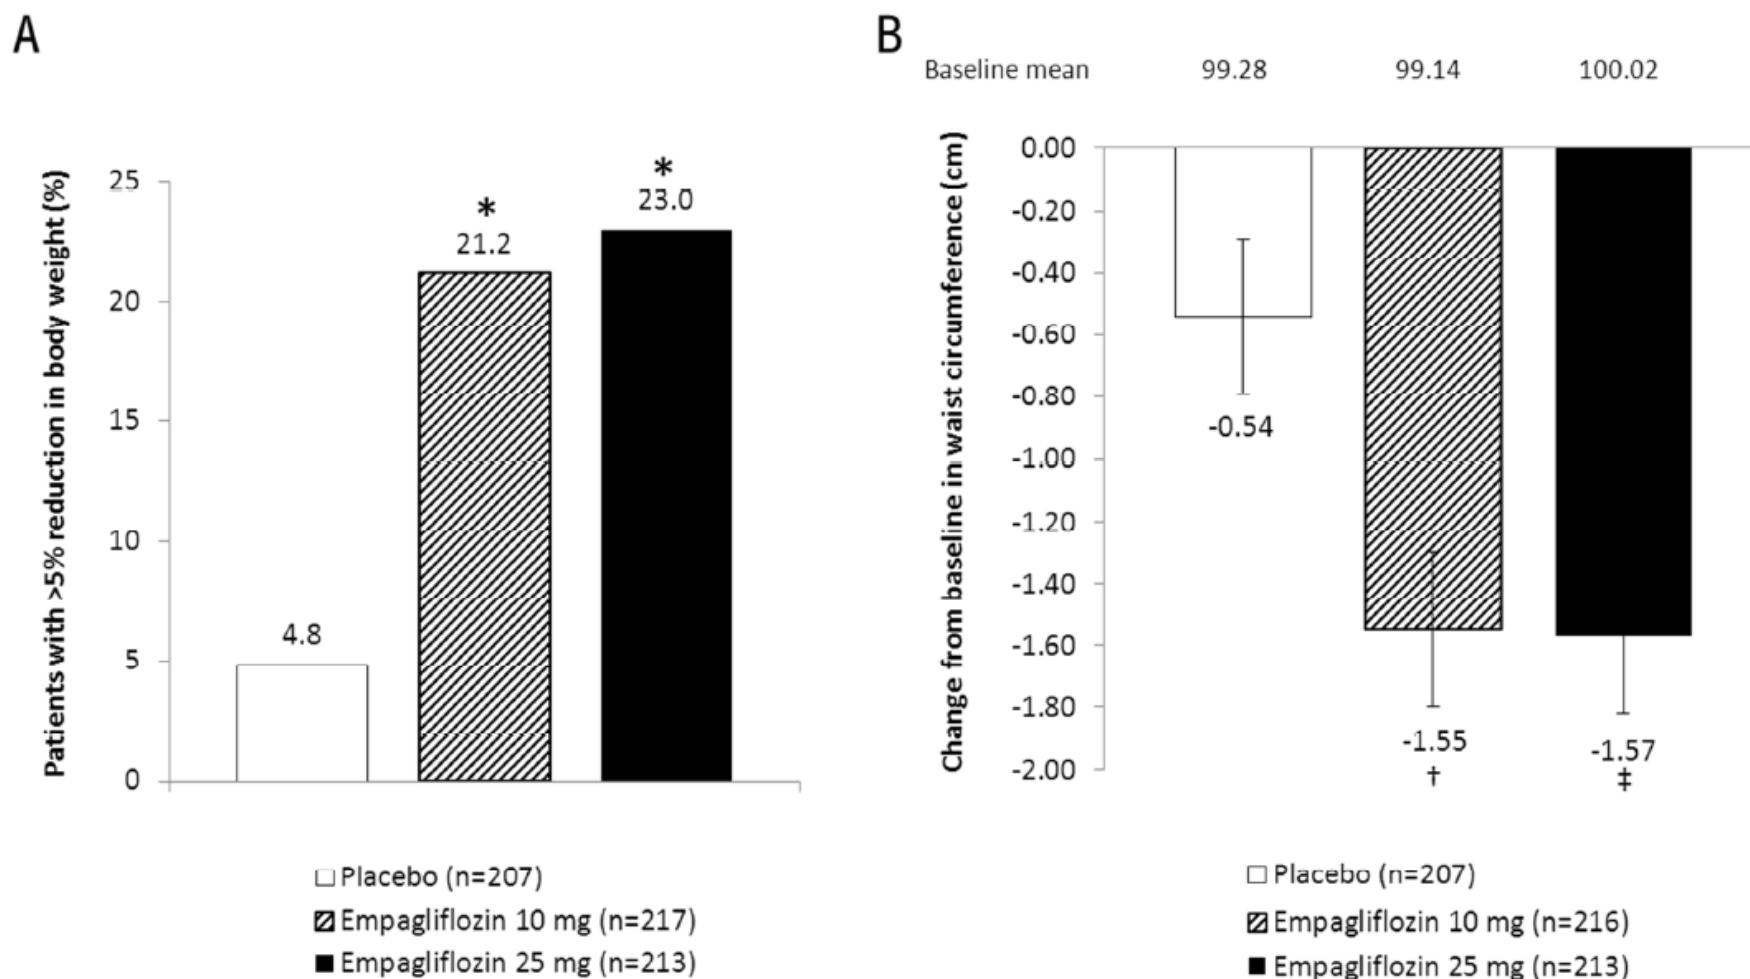 A
Patients with >5% reduction in body weight (%)
25
20
15
10
5
0
4.8
*
21.2
*
23.0
Placebo (n=207)
Empagliflozin 10 mg (n=217)
Empagliflozin 25 mg (n=213)
B
Baseline mean 99.28 99.14 100.02
Change from baseline in waist circumference (cm)
0.00
-0.20
-0.40
-0.60
-0.80
-1.00
-1.20
-1.40
-1.60
-1.80
-2.00
-0.54
-1.55
†
-1.57
‡
Placebo (n=207)
Empagliflozin 10 mg (n=216)
Empagliflozin 25 mg (n=213)